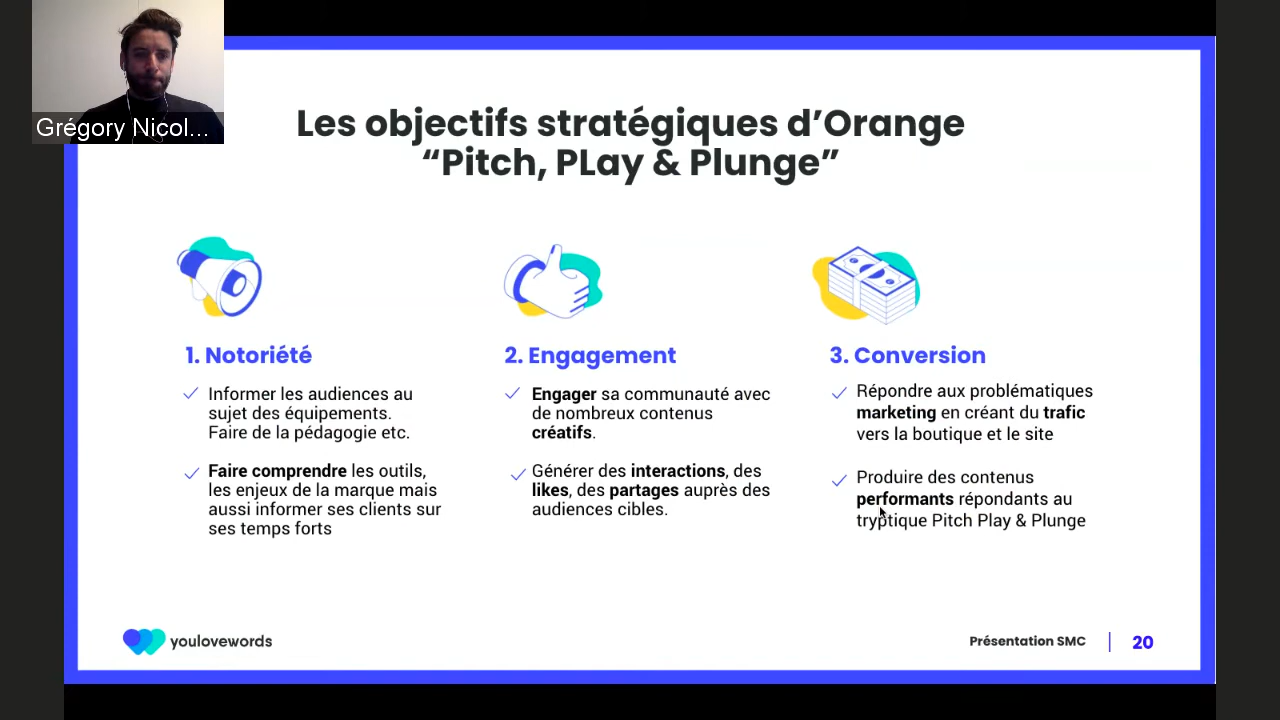 Grégory Nicol...
Les objectifs stratégiques d’Orange
“Pitch, PLay & Plunge”
1. Notoriété
Informer les audiences au
sujet des équipements.
Faire de la pédagogie etc.
Faire comprendre les outils,
les enjeux de la marque mais
aussi informer ses clients sur
ses temps forts
2. Engagement
Engager sa communauté avec
de nombreux contenus
créatifs.
Générer des interactions, des
likes, des partages auprès des
audiences cibles.
3. Conversion
Répondre aux problématiques
marketing en créant du trafic
vers la boutique et le site
Produire des contenus
performants répondants au
tryptique Pitch Play & Plunge
youlovewords
Présentation SMC
20